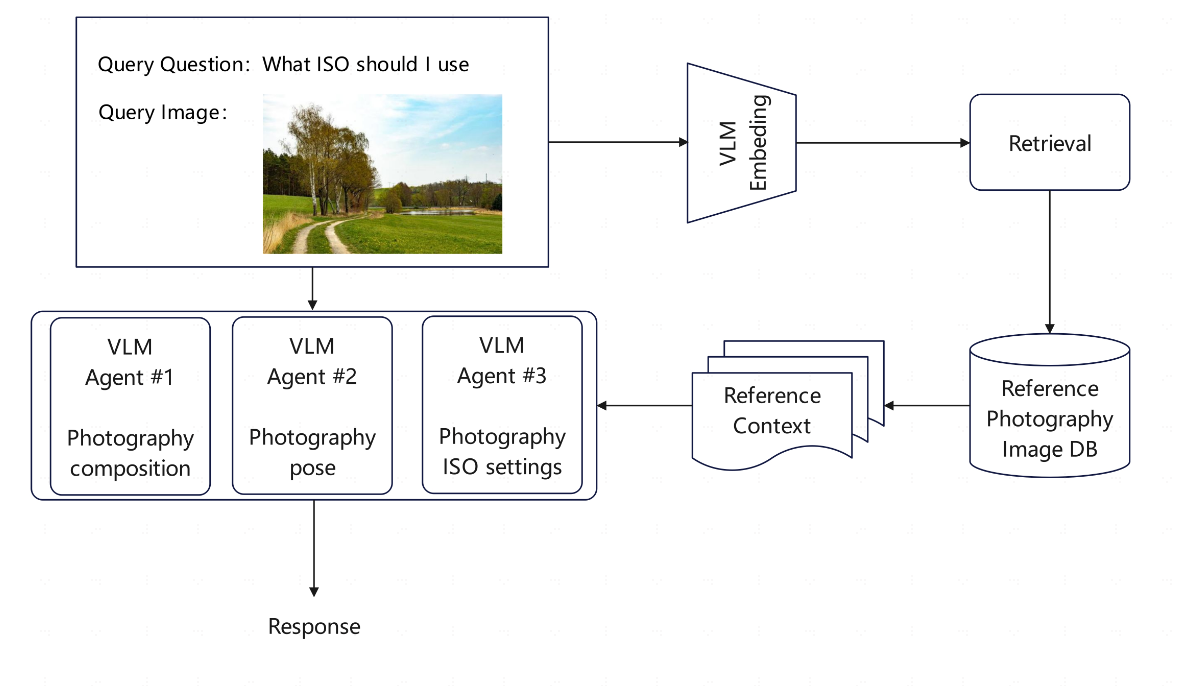 Query Question: What ISO should I use
Query Image:
VLM
Embeding
Retrieval
VLM
Agent #1
Photography
composition
VLM
Agent #2
Photography
pose
VLM
Agent #3
Photography
ISO settings
Reference
Context
Reference
Photography
Image DB
Response